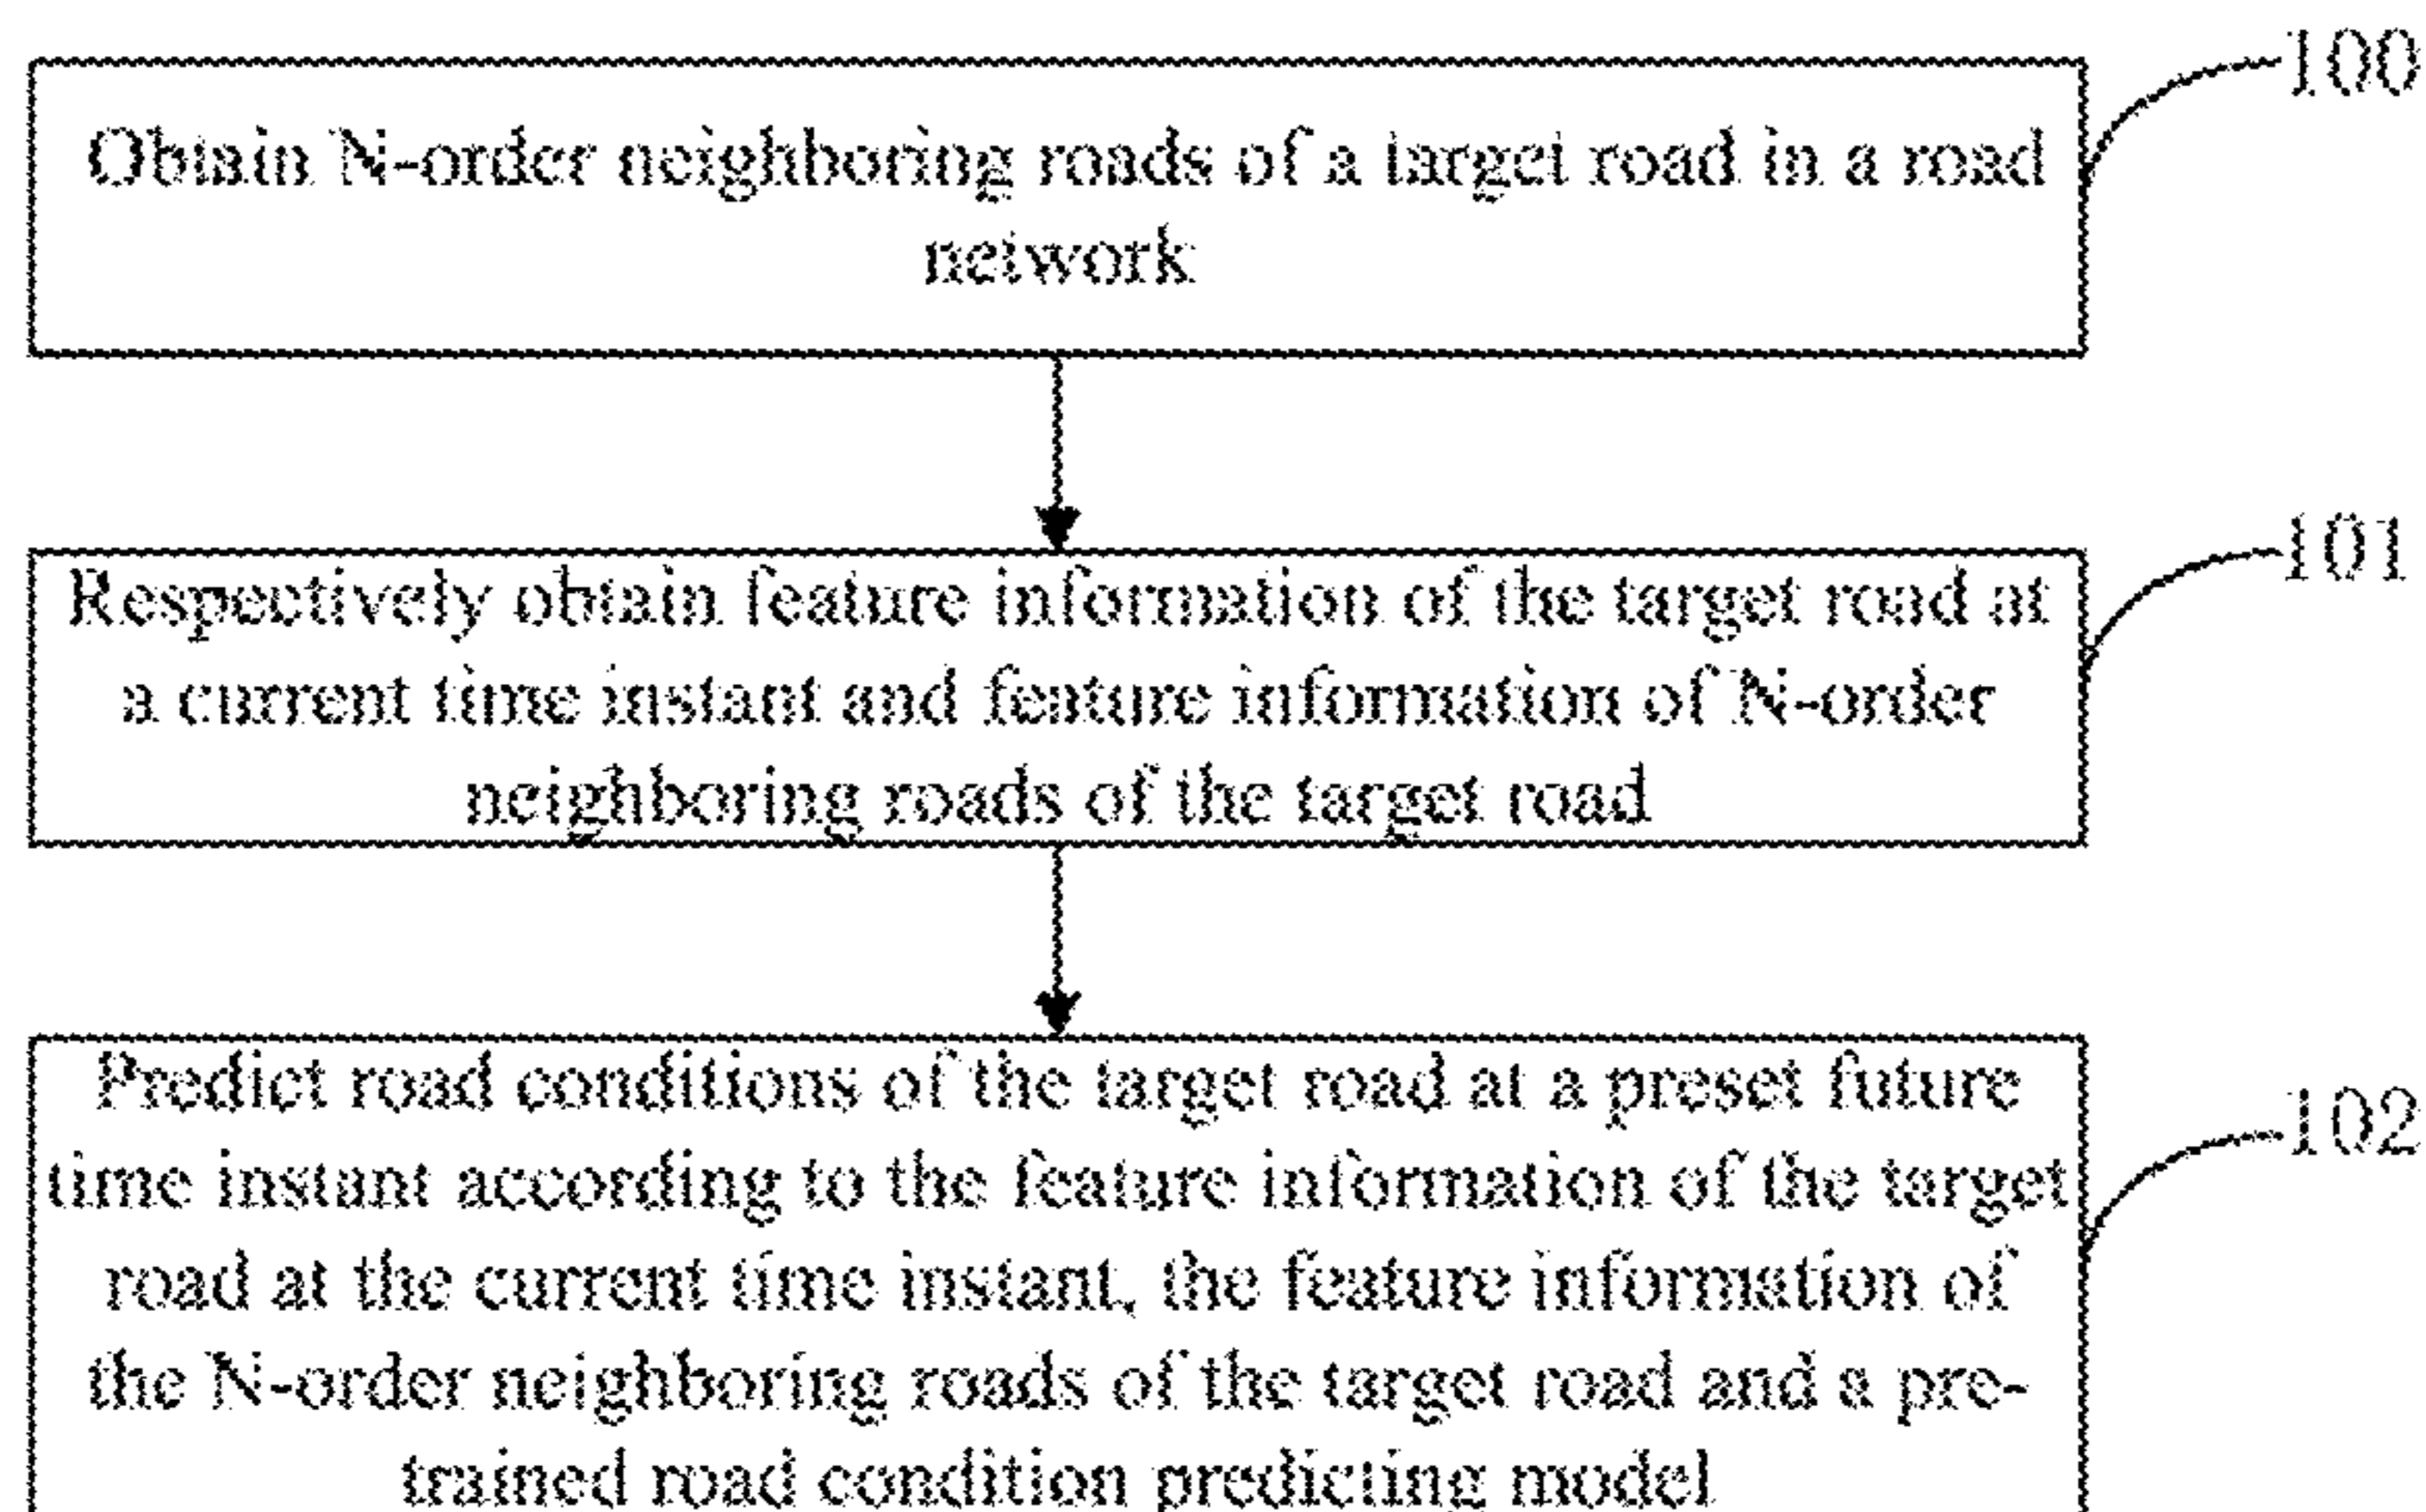 100
Obtain N-order neighboring roads of a target road in a road
network
101
Respectively obtain feature information of the target road at
a current time instant and feature information of N-order
neighboring roads of the target road
Predict road conditions of the target road at a preset future
102
time instant according to the feature information of the target
road at the current time instant, the feature information of
the N-order neighboring roads of the target road and a pre-
trained road condition predicting model